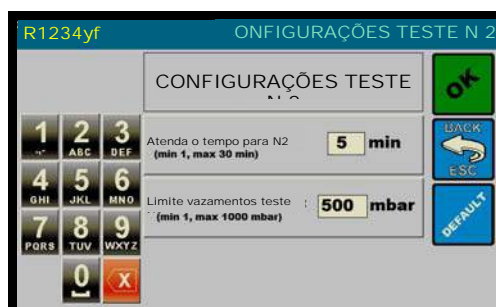 R1234yf
ONFIGURAÇÕES TESTE N 2
CONFIGURAÇÕES TESTE
OK
1
2 ABC
3 DEF
Atenda o tempo para N2
(min 1, max 30 min)
5 min
BACK
ESC
4 GHI
5 JKL
6 MNO
Limite vazamentos teste :
(min 1, max 1000 mbar)
500 mbar
DEFAULT
7 PQRS
8 TUV
9 WXYZ
0
X